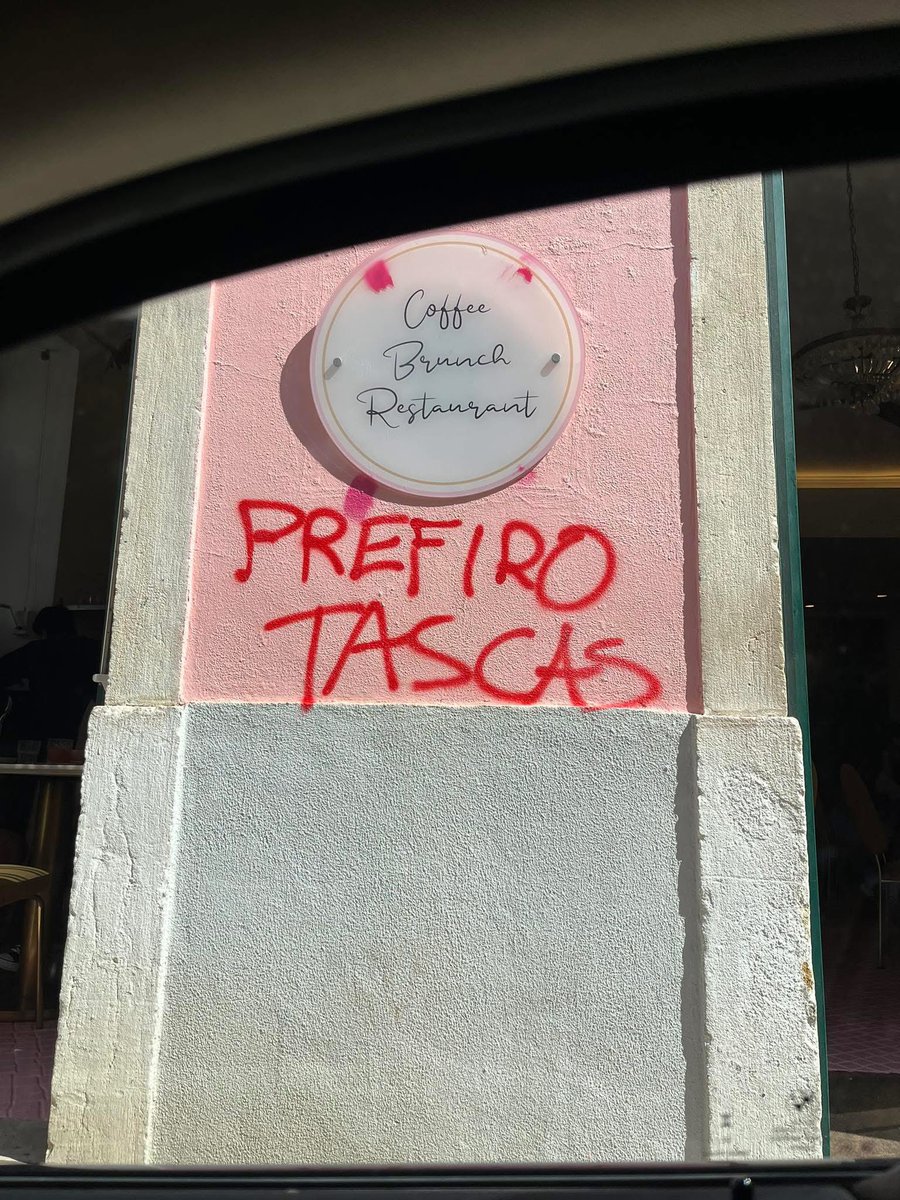 Coffee
Brunch
Restaurant
PREFIRO
TASCAS